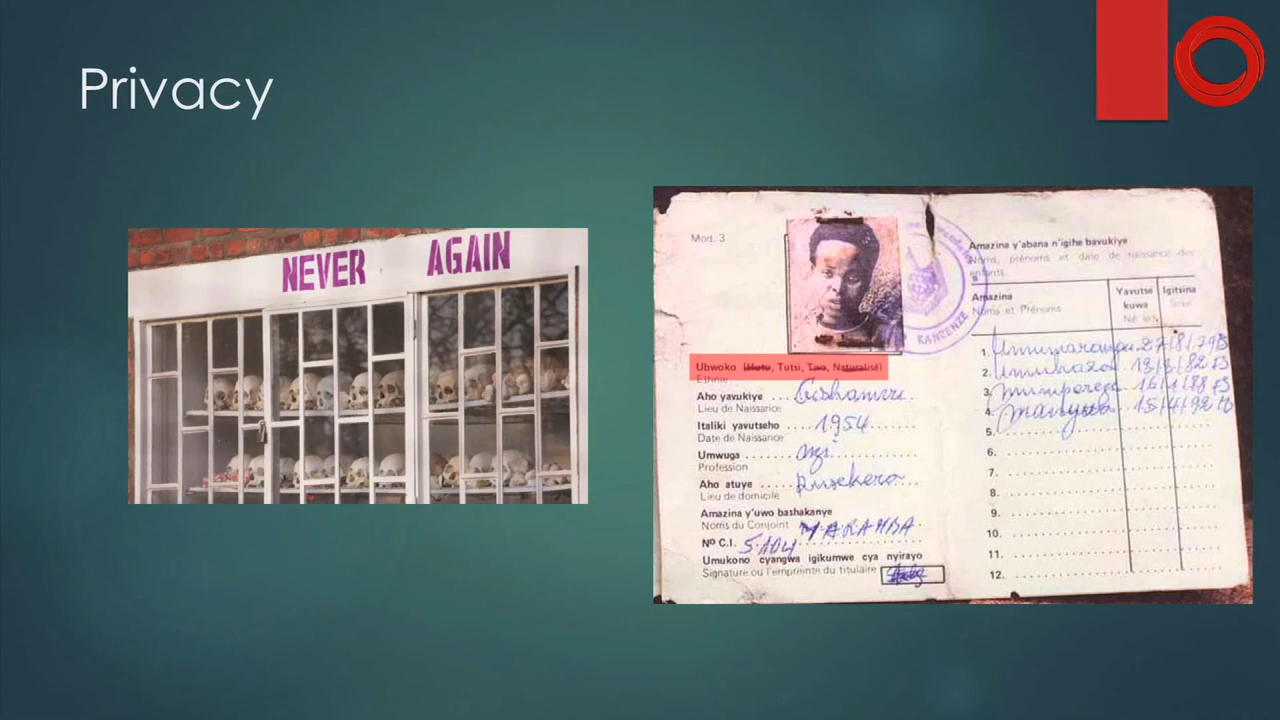 Privacy
NEVER AGAIN
Mod. 3
KANZENZE
Ubwoko (Hutu, Tutsi, Twa, Naturalisé)
Ethnie
Aho yavukiye
Lieu de Naissance
Italiki yavutseho 1954
Date de Naissance
Umwuga
Profession
Aho atuye
Lieu de domicile
Amazina y'uwo bashakanye
Noms du Conjoint
Nº C.I. 5.104
Umukono cyangwa igikumwe cya nyirayo
Signature ou l'empreinte du titulaire
Amazina y'abana n'igihe bavukiye
Noms, prénoms et date de naissance des
enfants
Amazina
Noms et Prénoms
Yavutse
kuwa
Né le
Igitsina
Sexe
1.
2.
3.
4.
5.
6.
7.
8.
9.
10.
11.
12.